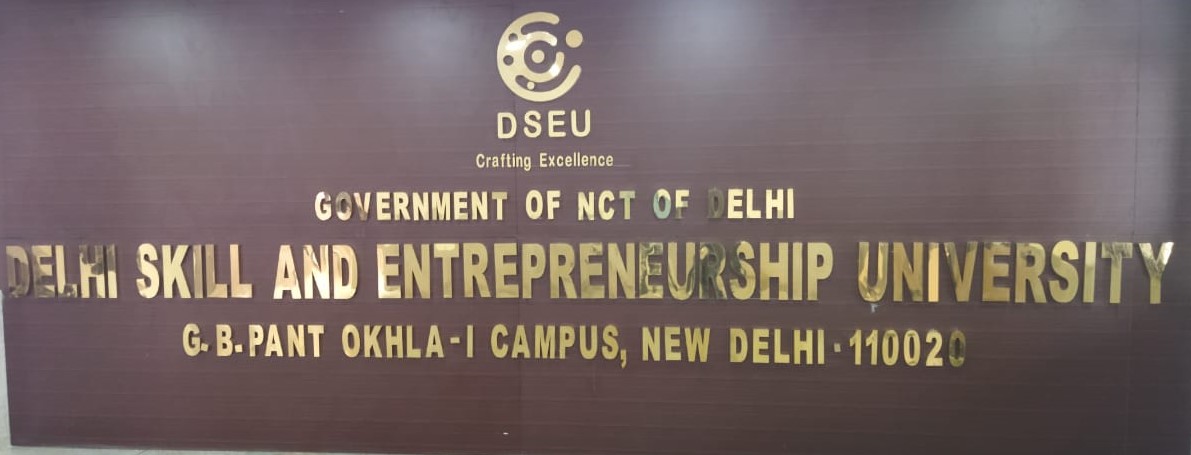 DSEU
Crafting Excellence
GOVERNMENT OF NCT OF DELHI
DELHI SKILL AND ENTREPRENEURSHIP UNIVERSITY
G. B. PANT OKHLA-I CAMPUS, NEW DELHI - 110020